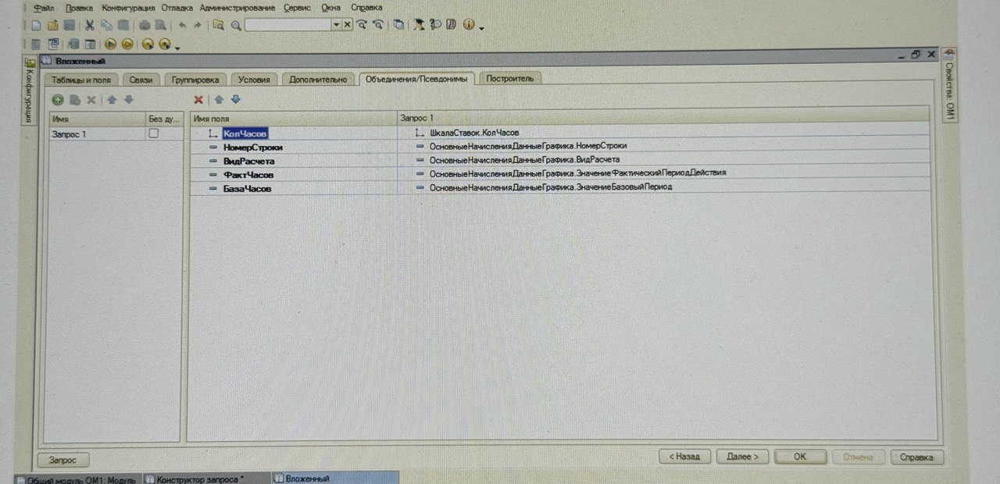 Файл Правка Конфигурация Отладка Администрирование Сервис Окна Справка
Вложенный
Таблицы и поля Связи Группировка Условия Дополнительно Объединения/Псевдонимы Построитель
Конфигурация
Свойства: ОМ1
Имя Без ду... Имя поля Запрос 1
Запрос 1 КолЧасов ШкалаСтавок.КолЧасов
НомерСтроки ОсновныеНачисленияДанныеГрафика.НомерСтроки
ВидРасчета ОсновныеНачисленияДанныеГрафика.ВидРасчета
ФактЧасов ОсновныеНачисленияДанныеГрафика.ЗначениеФактическийПериодДействия
БазаЧасов ОсновныеНачисленияДанныеГрафика.ЗначениеБазовыйПериод
Запрос < Назад Далее > ОК Отмена Справка
Общий модуль ОМ1: Модуль Конструктор запроса * Вложенный